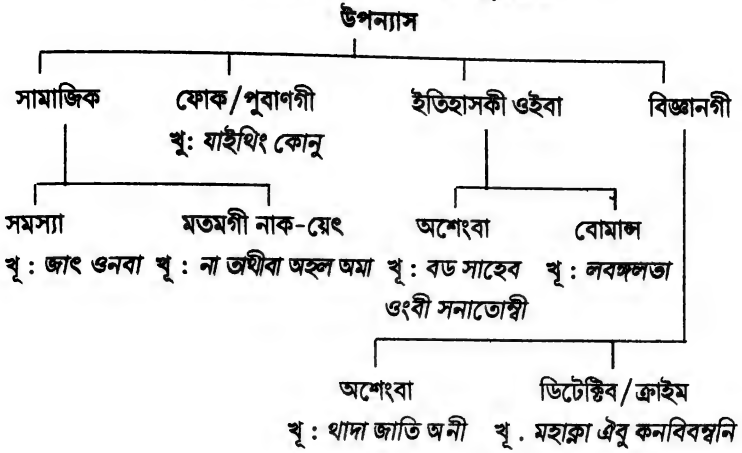 উপন্যাস
সামাজিক ফোক/পুবাণগী ইতিহাসকী ওইবা বিজ্ঞানগী
খু: যাইথিং কোনু
সমস্যা মতমগী নাক-য়েৎ অশেংবা বোমান্স
খূ : জাৎ ওনবা খূ : না তাথীবা অহল অমা খূ : বড সাহেব খূ : লবঙ্গলতা
ওংবী সনাতোম্বী
অশেংবা ডিটেক্টিব/ক্রাইম
খূ : থাদা জাতি অনী খূ . মহাক্না ঐবু কনবিবম্বনি